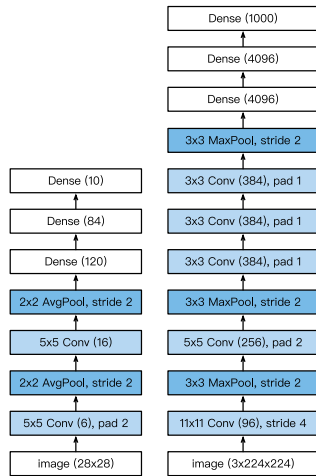 Dense (10)
Dense (84)
Dense (120)
2x2 AvgPool, stride 2
5x5 Conv (16)
2x2 AvgPool, stride 2
5x5 Conv (6), pad 2
image (28x28)
Dense (1000)
Dense (4096)
Dense (4096)
3x3 MaxPool, stride 2
3x3 Conv (384), pad 1
3x3 Conv (384), pad 1
3x3 Conv (384), pad 1
3x3 MaxPool, stride 2
5x5 Conv (256), pad 2
3x3 MaxPool, stride 2
11x11 Conv (96), stride 4
image (3x224x224)